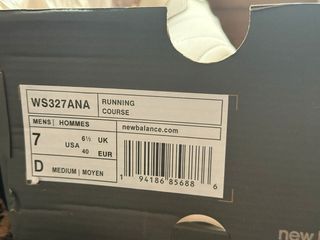 WS327ANA
RUNNING
COURSE
MENS | HOMMES
newbalance.com
7
USA
6½ UK
40 EUR
D MEDIUM | MOYEN
1 94186 85688 6
new